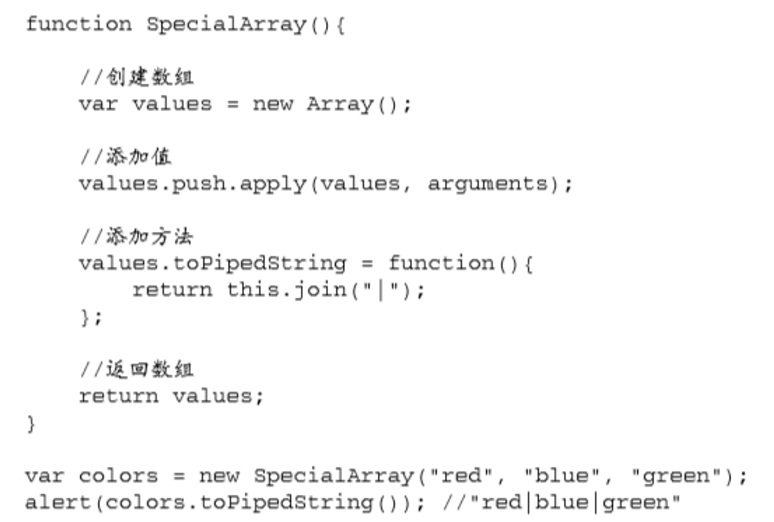 function SpecialArray(){
//创建数组
var values = new Array();
//添加值
values.push.apply(values, arguments);
//添加方法
values.toPipedString = function(){
return this.join("|");
};
//返回数组
return values;
}
var colors = new SpecialArray("red", "blue", "green");
alert(colors.toPipedString()); //"red|blue|green"